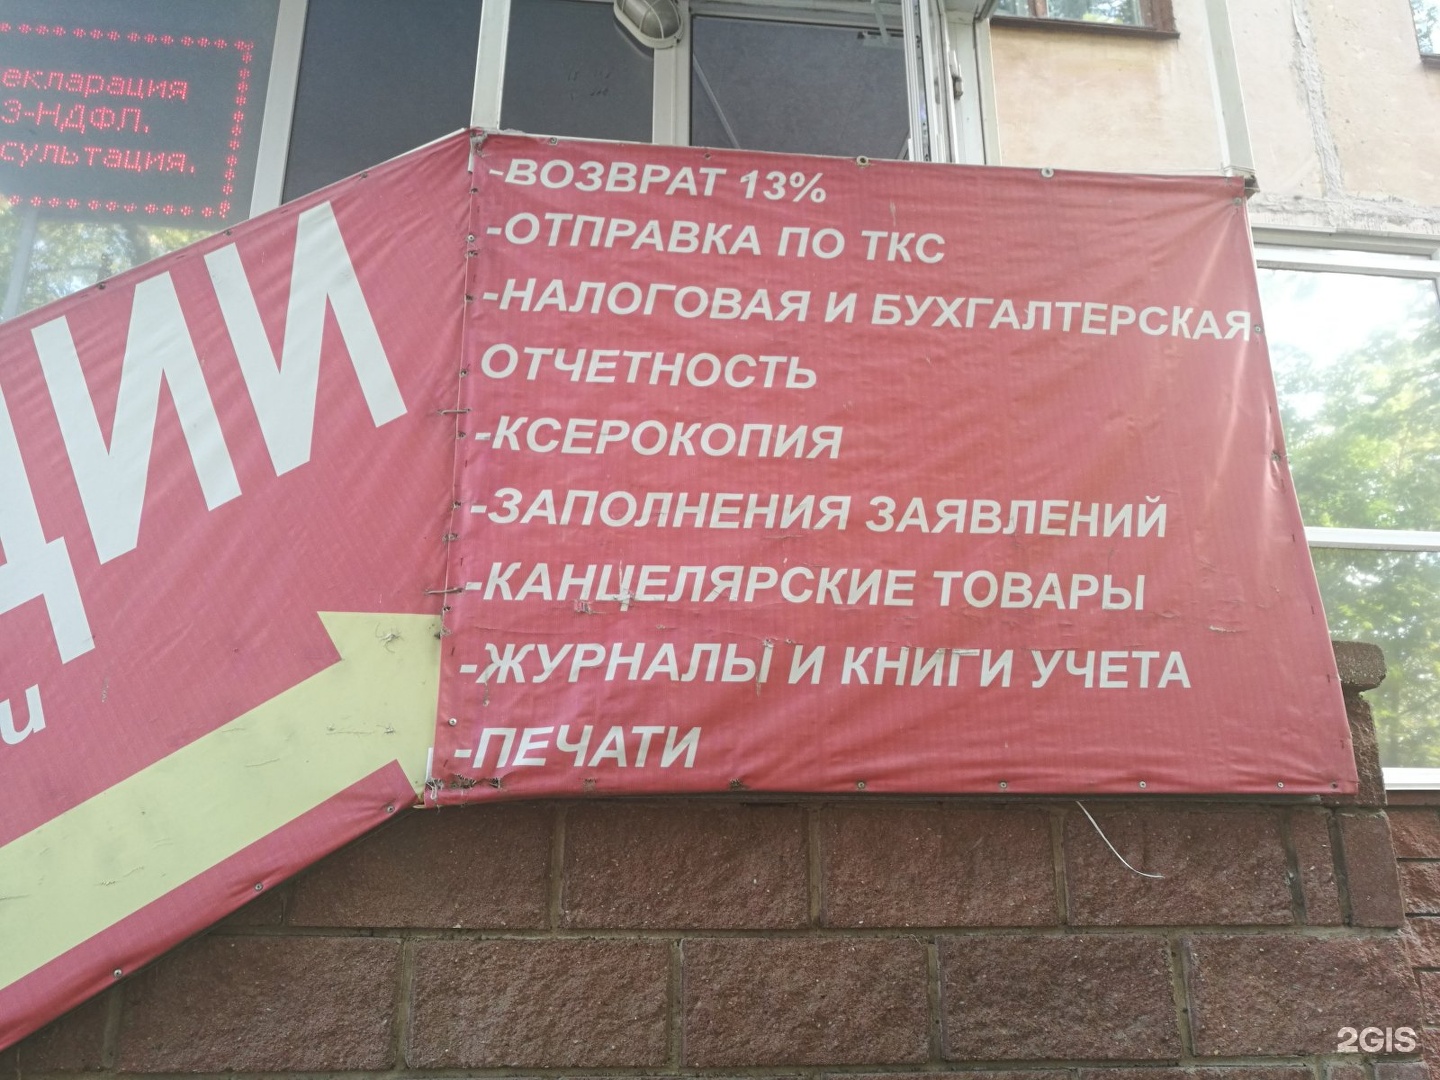 екларация
3-НДФЛ.
сультация.
ЦИИ
и
-ВОЗВРАТ 13%
-ОТПРАВКА ПО ТКС
-НАЛОГОВАЯ И БУХГАЛТЕРСКАЯ
ОТЧЕТНОСТЬ
-КСЕРОКОПИЯ
-ЗАПОЛНЕНИЯ ЗАЯВЛЕНИЙ
-КАНЦЕЛЯРСКИЕ ТОВАРЫ
-ЖУРНАЛЫ И КНИГИ УЧЕТА
-ПЕЧАТИ
2GIS